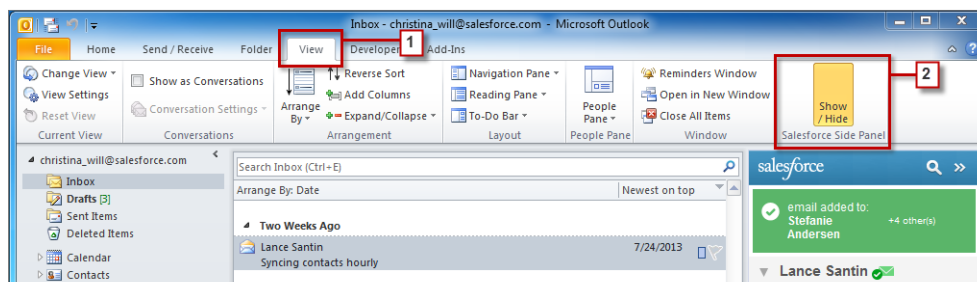 Inbox - christina_will@salesforce.com - Microsoft Outlook
File Home Send / Receive Folder View Developer Add-Ins
1
2
Change View
View Settings
Reset View
Current View
Show as Conversations
Conversation Settings
Conversations
Arrange
By
Reverse Sort
Add Columns
Expand/Collapse
Arrangement
Navigation Pane
Reading Pane
To-Do Bar
Layout
People
Pane
People Pane
Reminders Window
Open in New Window
Close All Items
Window
Show
/ Hide
Salesforce Side Panel
christina_will@salesforce.com
Inbox
Drafts [3]
Sent Items
Deleted Items
Calendar
Contacts
Search Inbox (Ctrl+E)
Arrange By: Date Newest on top
Two Weeks Ago
Lance Santin 7/24/2013
Syncing contacts hourly
salesforce
email added to:
Stefanie +4 other(s)
Andersen
Lance Santin